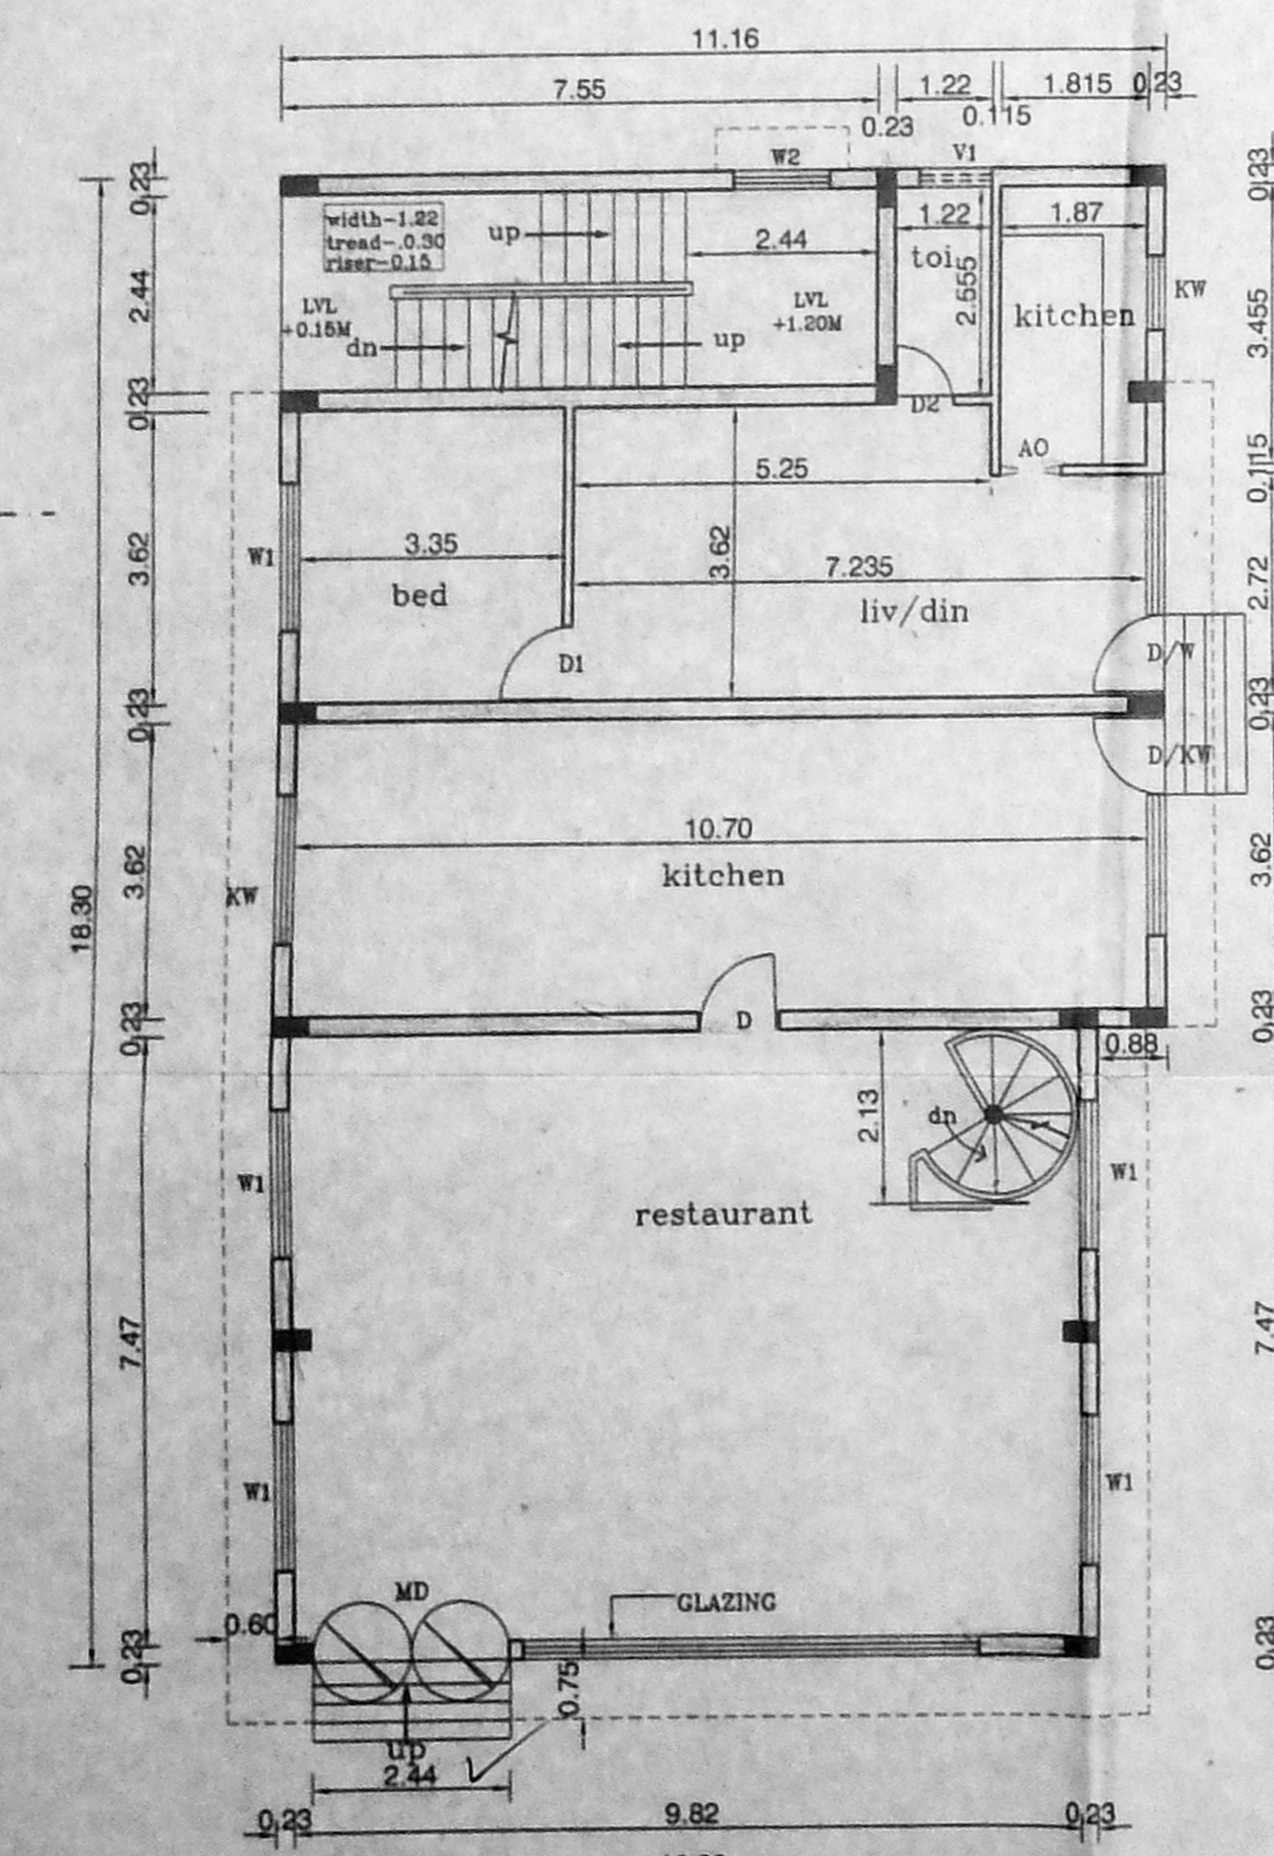 11.16
7.55
1.22
1.815
0.23
0.23
0.115
W2
V1
0.23
0.23
width-1.22
tread-.0.30
riser-0.15
up
2.44
1.22
1.87
toi
2.555
kitchen
KW
LVL
+0.15M
dn
up
LVL
+1.20M
2.44
3.455
0.23
D2
AO
5.25
0.115
3.62
W1
3.35
bed
3.62
7.235
liv/din
2.72
D1
D/W
0.23
0.23
D/KW
10.70
kitchen
3.62
KW
3.62
18.30
0.23
D
0.88
0.23
2.13
dn
W1
restaurant
W1
7.47
7.47
W1
W1
MD
GLAZING
0.60
0.23
0.23
0.75
up
2.44
0.23
9.82
0.23